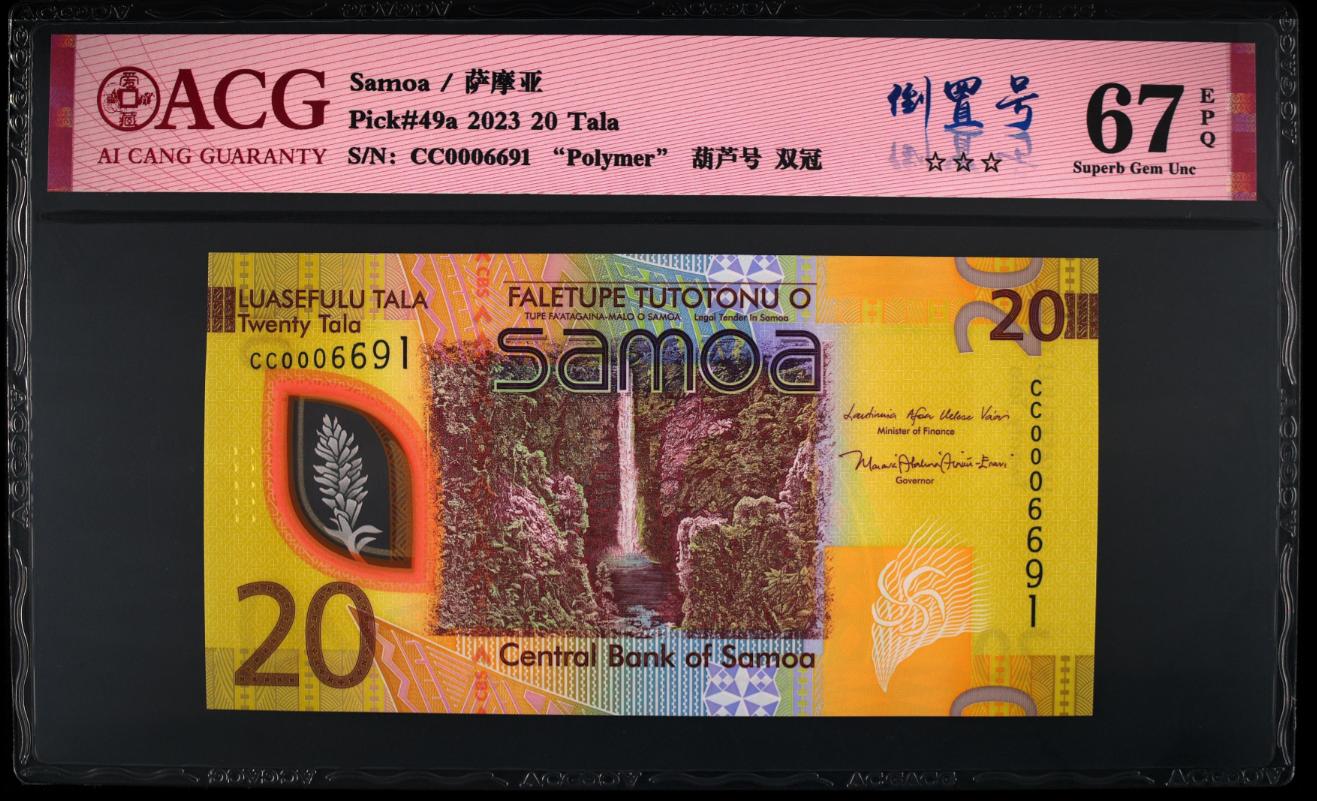 ACG
AI CANG GUARANTY
Samoa / 萨摩亚
Pick#49a 2023 20 Tala
S/N: CC0006691 “Polymer” 葫芦号 双冠
倒置号
☆☆☆
67
EPQ
Superb Gem Unc
LUASEFULU TALA
Twenty Tala
CC0006691
FALETUPE TUTOTONU O
TUPE FA'ATAGAINA-MALO O SAMOA Legal Tender in Samoa
samoa
20
Minister of Finance
Governor
CC0006691
20
Central Bank of Samoa
CBS
CBS